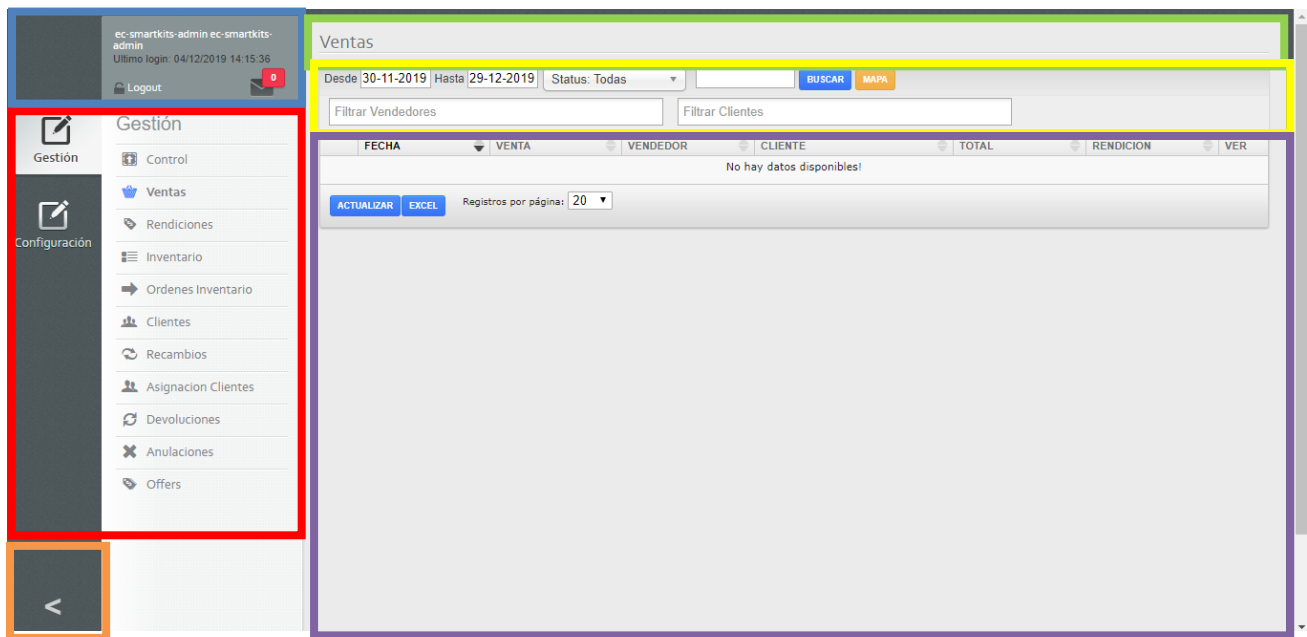 ec-smartkits-admin ec-smartkits-
admin
Ultimo login: 04/12/2019 14:15:36
Logout
0
Gestión
Configuración
Gestión
Control
Ventas
Rendiciones
Inventario
Ordenes Inventario
Clientes
Recambios
Asignacion Clientes
Devoluciones
Anulaciones
Offers
<
Ventas
Desde 30-11-2019 Hasta 29-12-2019 Status: Todas BUSCAR MAPA
Filtrar Vendedores Filtrar Clientes
FECHA VENTA VENDEDOR CLIENTE TOTAL RENDICION VER
No hay datos disponibles!
ACTUALIZAR EXCEL Registros por página: 20